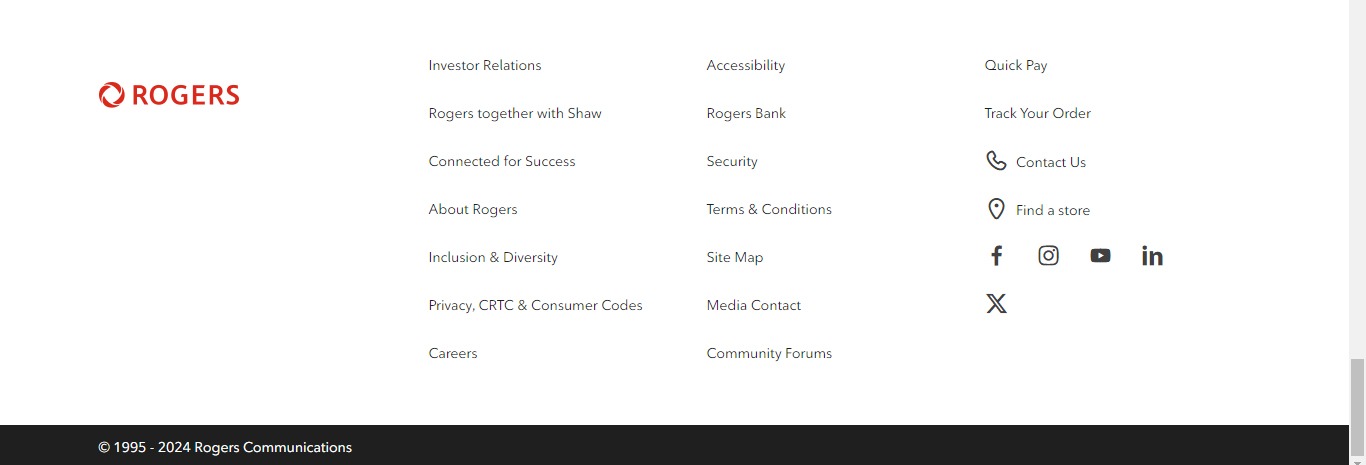 ROGERS
Investor Relations
Rogers together with Shaw
Connected for Success
About Rogers
Inclusion & Diversity
Privacy, CRTC & Consumer Codes
Careers
Accessibility
Rogers Bank
Security
Terms & Conditions
Site Map
Media Contact
Community Forums
Quick Pay
Track Your Order
Contact Us
Find a store
© 1995 - 2024 Rogers Communications